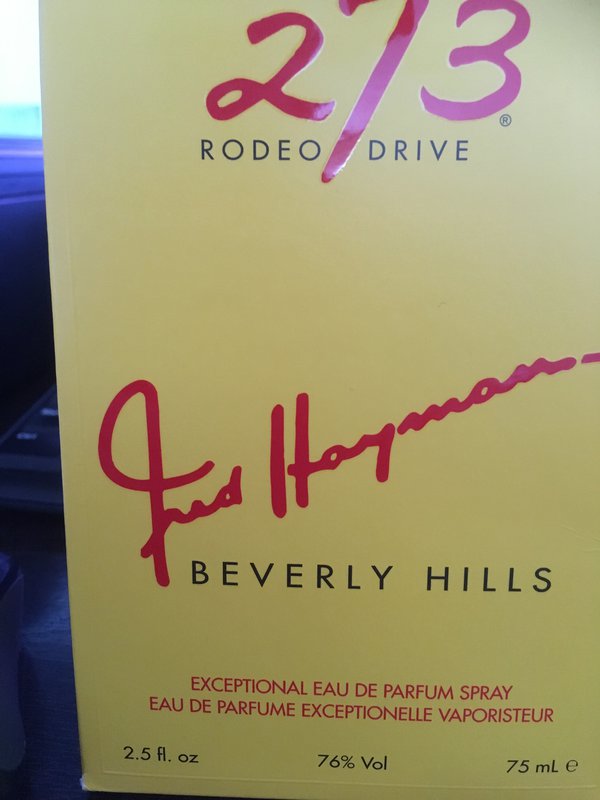 273®
RODEO DRIVE
Fred Hayman
BEVERLY HILLS
EXCEPTIONAL EAU DE PARFUM SPRAY
EAU DE PARFUME EXCEPTIONELLE VAPORISTEUR
2.5 fl. oz 76% Vol 75 mL ℮